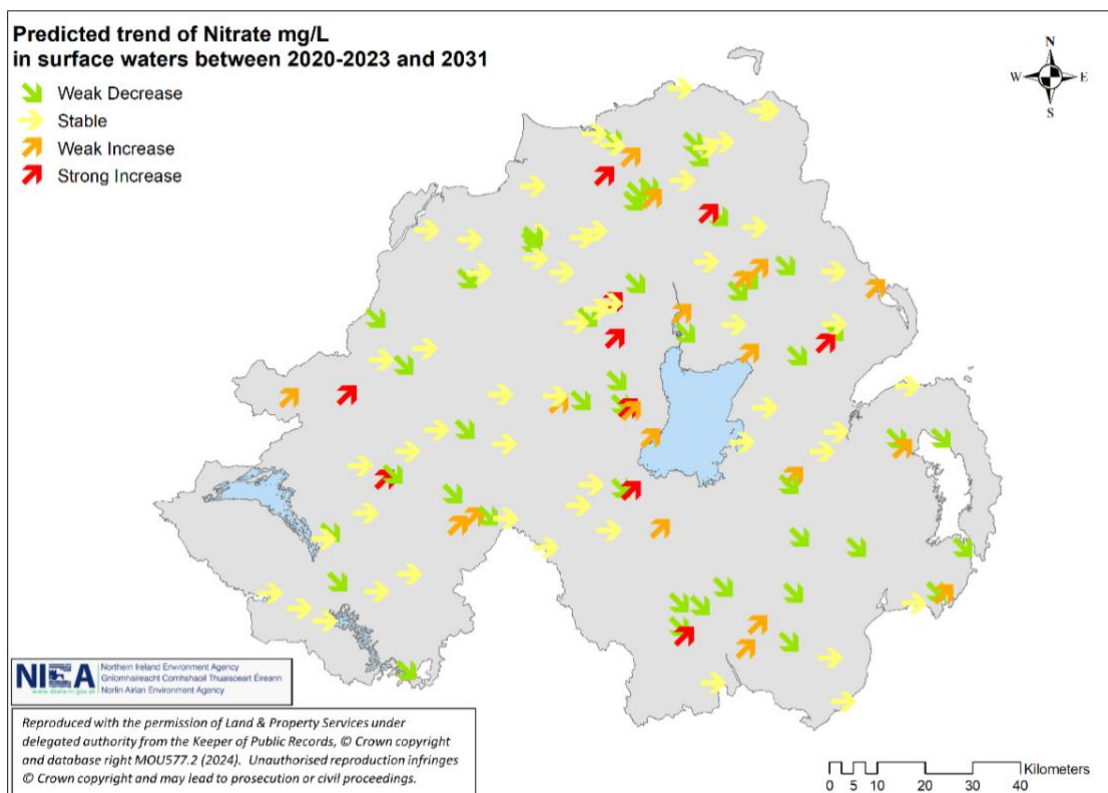 Predicted trend of Nitrate mg/L
in surface waters between 2020-2023 and 2031
Weak Decrease
Stable
Weak Increase
Strong Increase
N
W E
S
NIEA
Northern Ireland Environment Agency
Gníomhaireacht Comhshaoil Thuaisceart Éireann
Norlin Airlan Environment Agency
Reproduced with the permission of Land & Property Services under
delegated authority from the Keeper of Public Records, © Crown copyright
and database right MOU577.2 (2024). Unauthorised reproduction infringes
© Crown copyright and may lead to prosecution or civil proceedings.
Kilometers
0 5 10 20 30 40